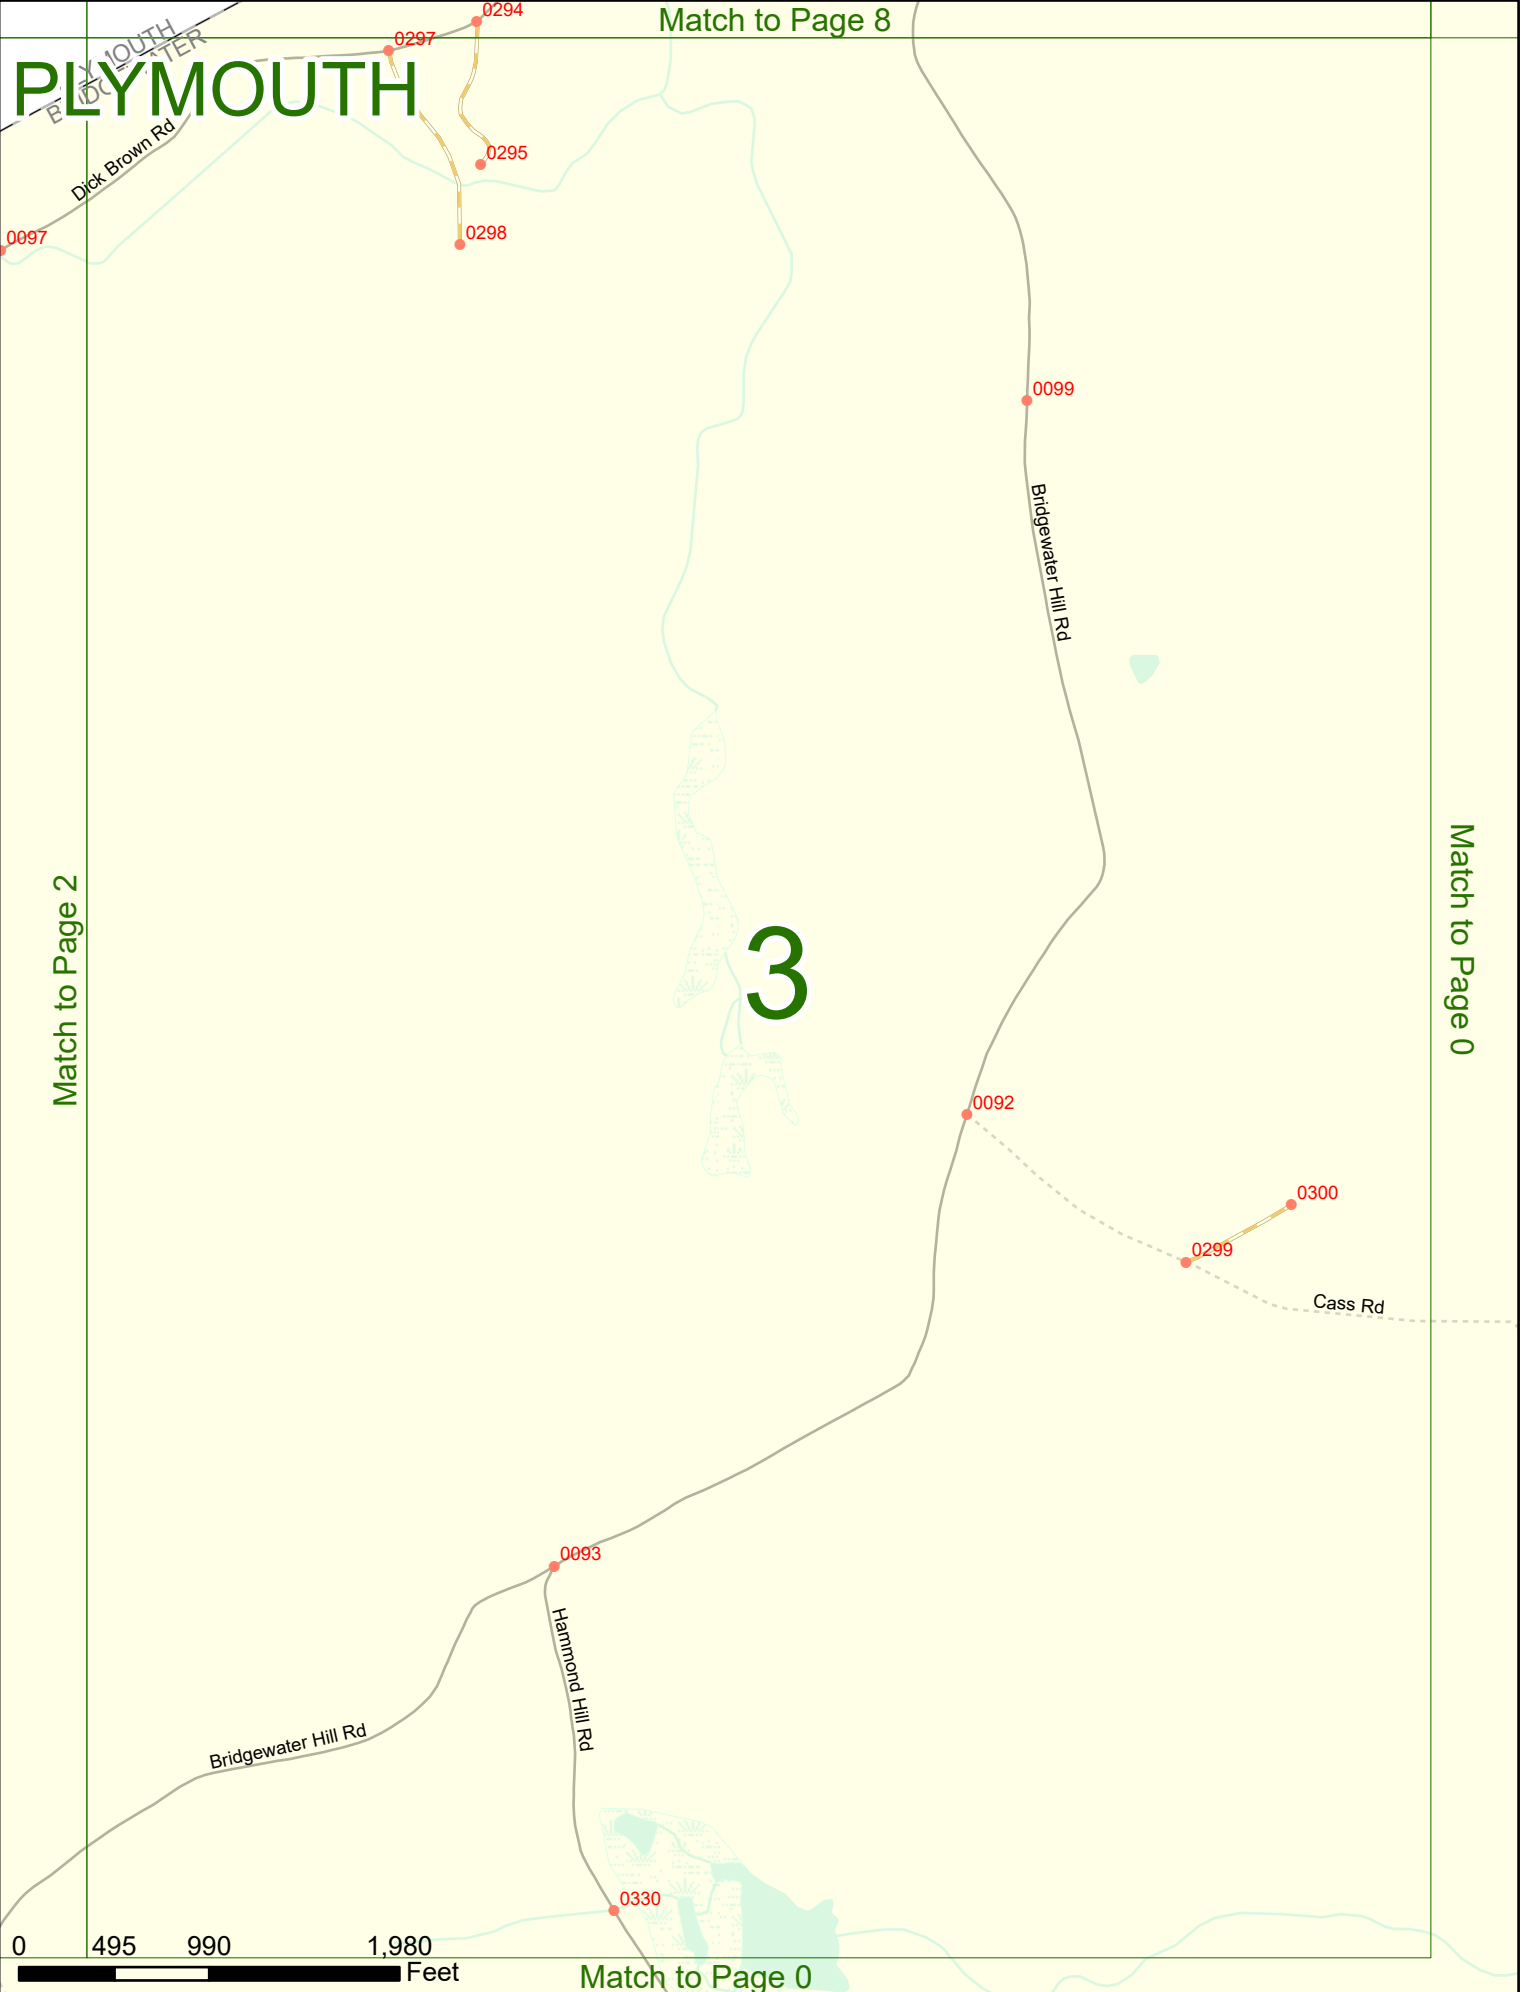 0294
Match to Page 8
0297
PLYMOUTH
Dick Brown Rd
0295
0298
0097
0099
Bridgewater Hill Rd
Match to Page 2
Match to Page 0
3
0092
0300
0299
Cass Rd
0093
Hammond Hill Rd
Bridgewater Hill Rd
0330
0 495 990 1,980
Feet
Match to Page 0